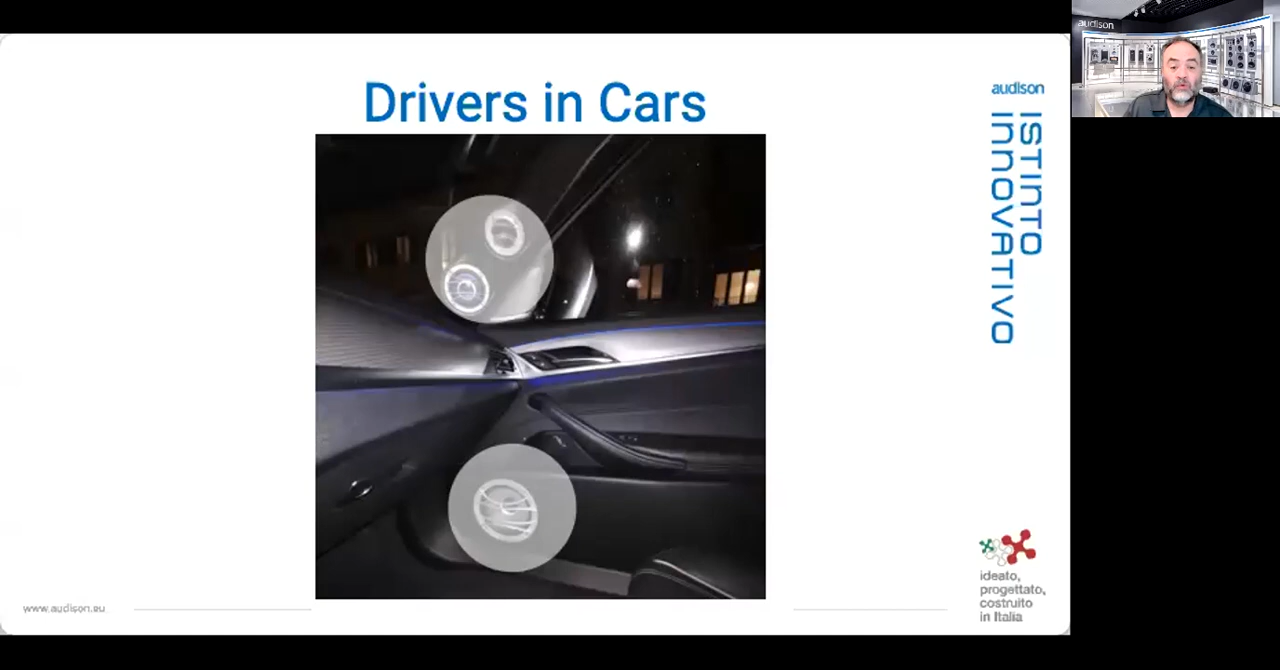 Drivers in Cars
audison
ISTINTO
INNOVATIVO
ideato,
progettato,
costruito
in Italia
www.audison.eu
audison